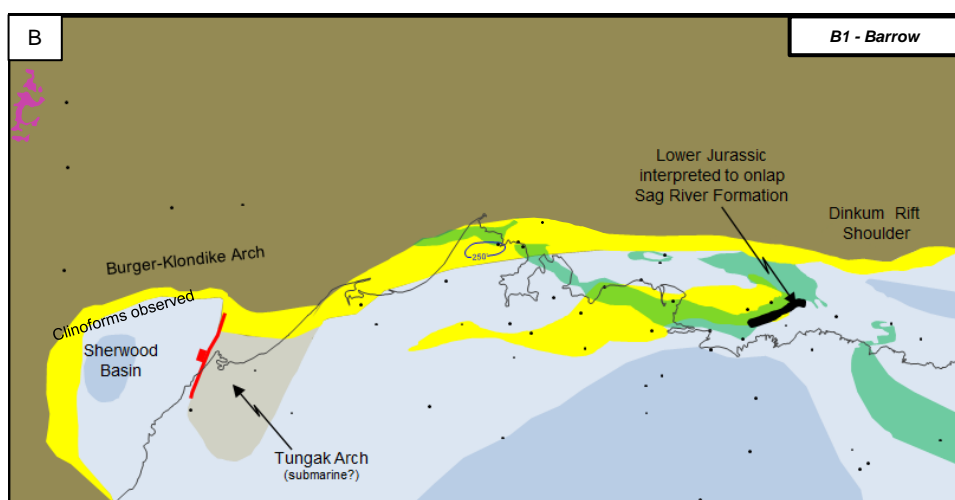 B
B1 - Barrow
Lower Jurassic
interpreted to onlap
Sag River Formation
Dinkum Rift
Shoulder
Burger-Klondike Arch
250
Clinoforms observed
Sherwood
Basin
Tungak Arch
(submarine?)